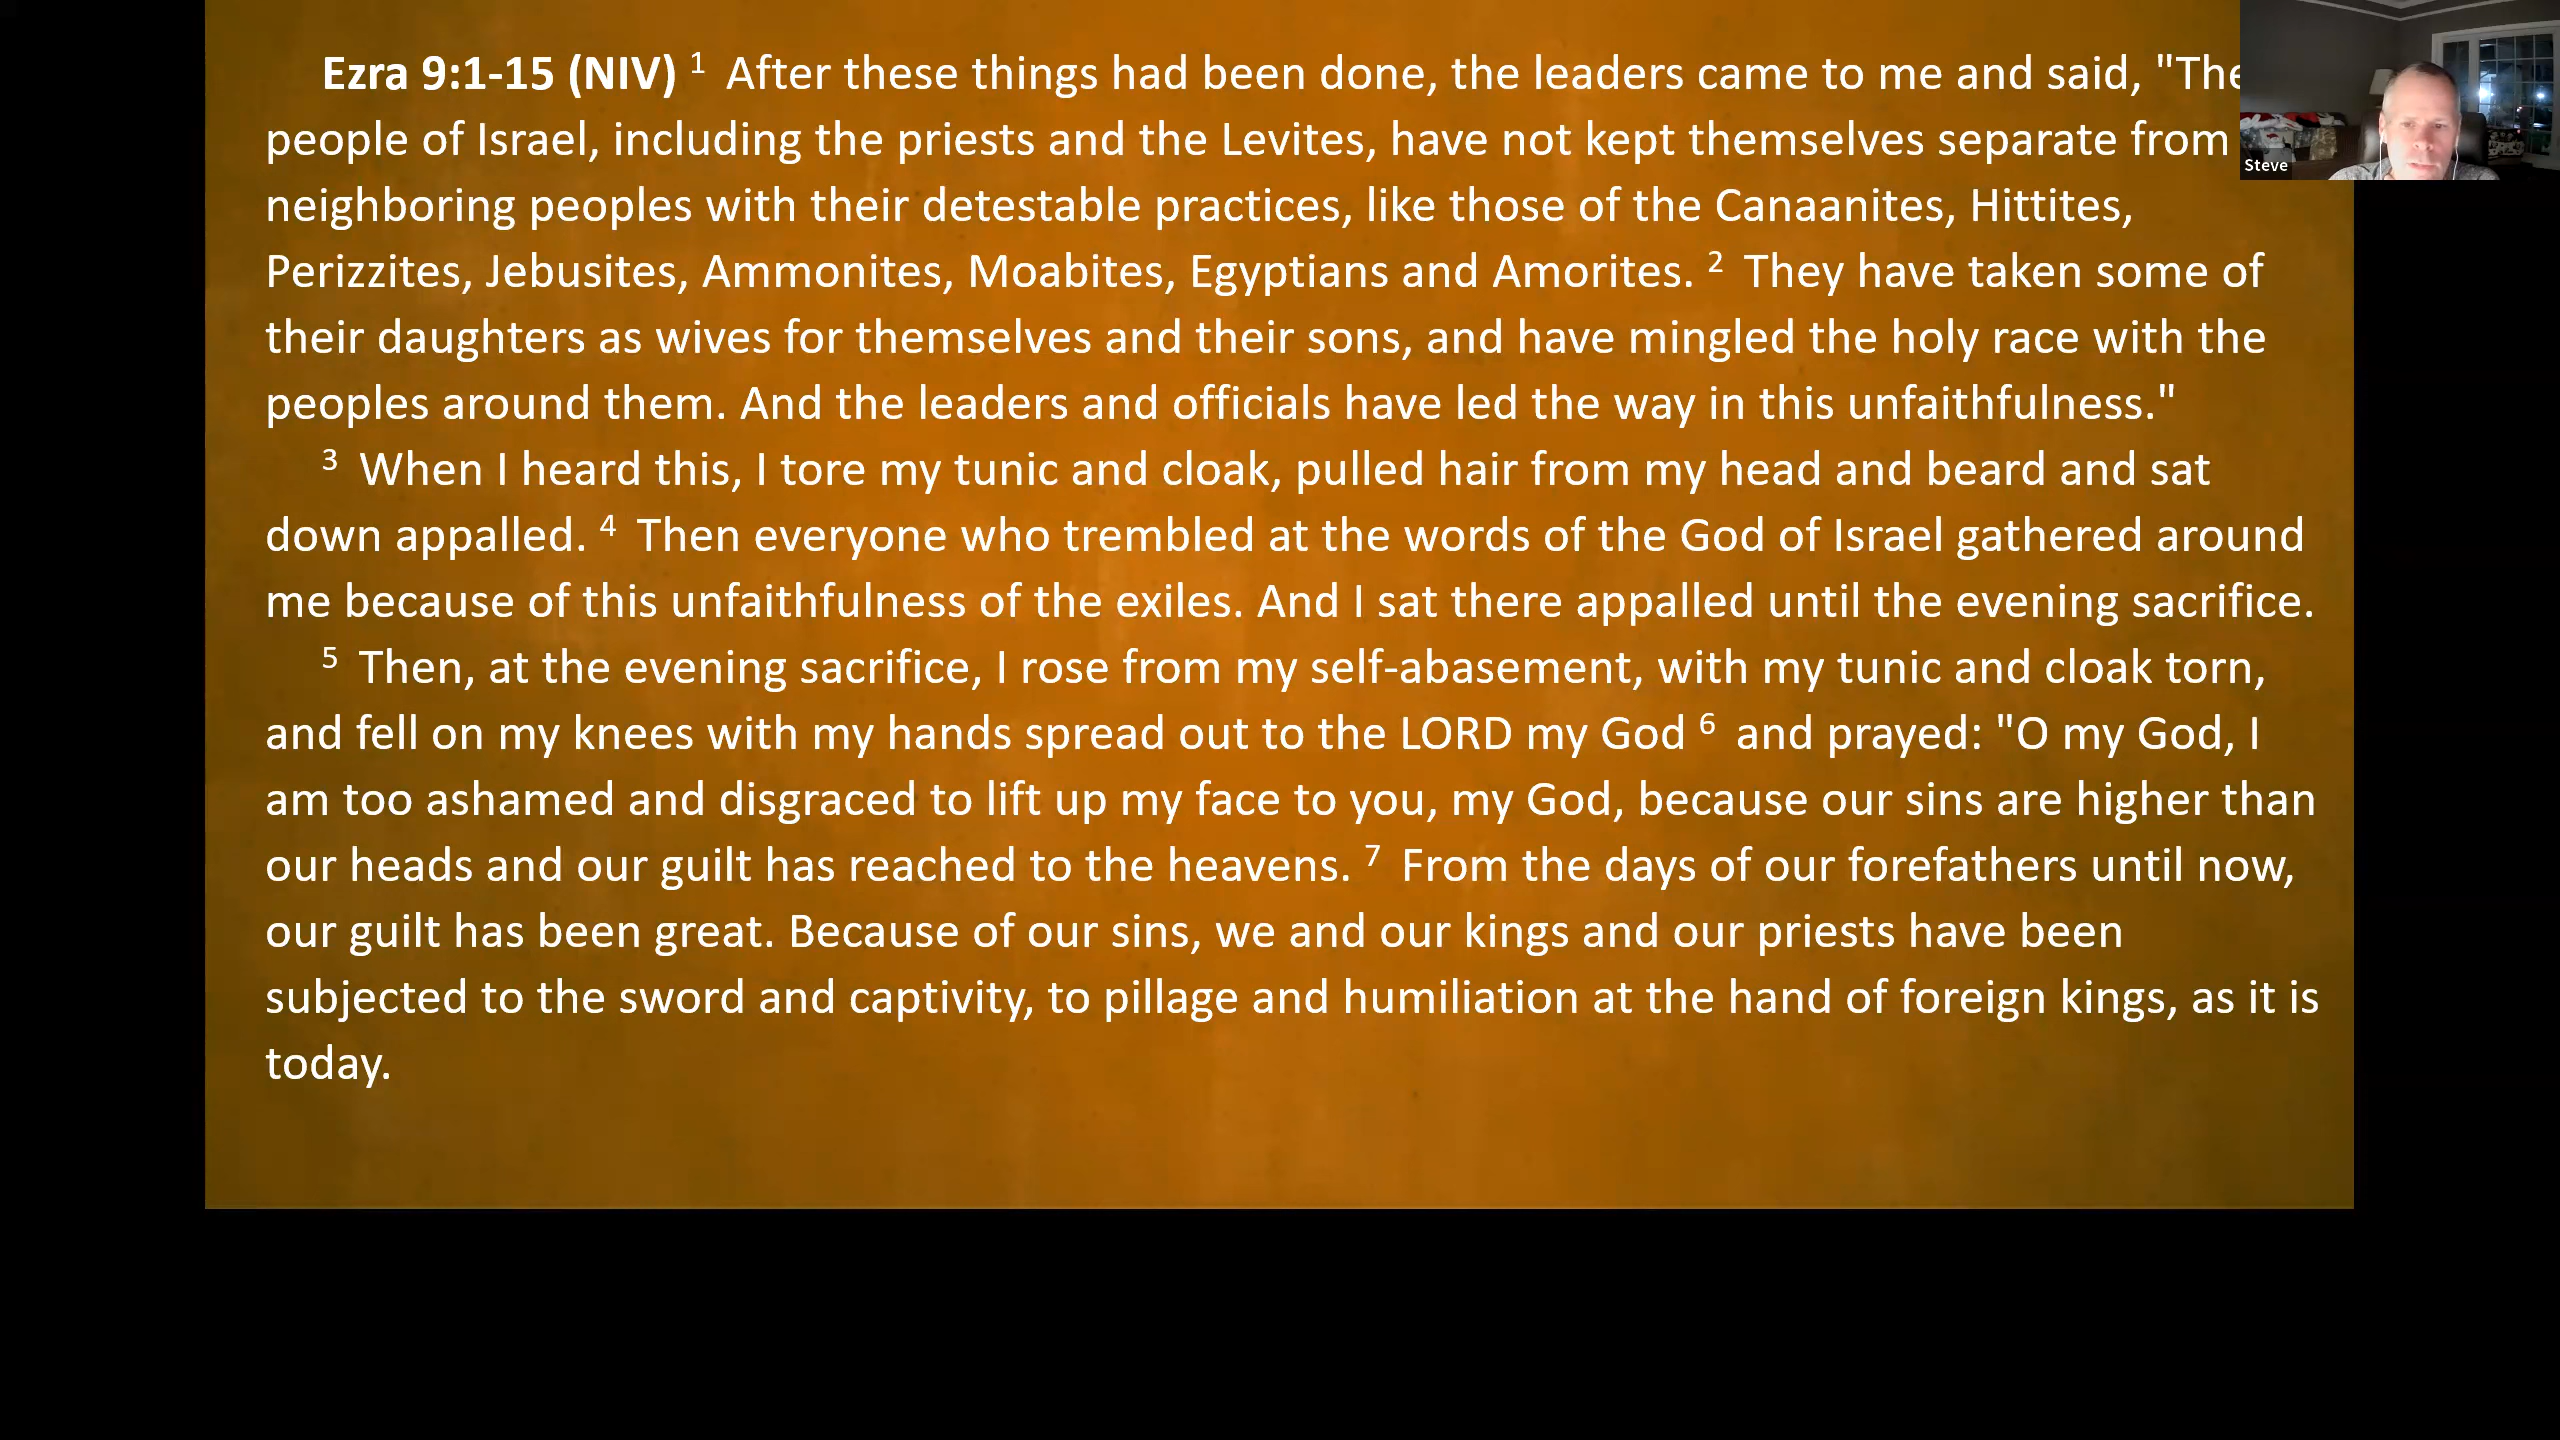 Ezra 9:1-15 (NIV) 1 After these things had been done, the leaders came to me and said, "The
people of Israel, including the priests and the Levites, have not kept themselves separate from
neighboring peoples with their detestable practices, like those of the Canaanites, Hittites,
Perizzites, Jebusites, Ammonites, Moabites, Egyptians and Amorites. 2 They have taken some of
their daughters as wives for themselves and their sons, and have mingled the holy race with the
peoples around them. And the leaders and officials have led the way in this unfaithfulness."
3 When I heard this, I tore my tunic and cloak, pulled hair from my head and beard and sat
down appalled. 4 Then everyone who trembled at the words of the God of Israel gathered around
me because of this unfaithfulness of the exiles. And I sat there appalled until the evening sacrifice.
5 Then, at the evening sacrifice, I rose from my self-abasement, with my tunic and cloak torn,
and fell on my knees with my hands spread out to the LORD my God 6 and prayed: "O my God, I
am too ashamed and disgraced to lift up my face to you, my God, because our sins are higher than
our heads and our guilt has reached to the heavens. 7 From the days of our forefathers until now,
our guilt has been great. Because of our sins, we and our kings and our priests have been
subjected to the sword and captivity, to pillage and humiliation at the hand of foreign kings, as it is
today.
Steve